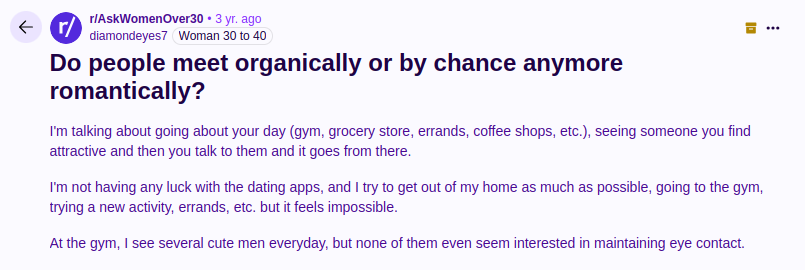 r/AskWomenOver30 • 3 yr. ago
diamondeyes7 Woman 30 to 40
Do people meet organically or by chance anymore
romantically?
I'm talking about going about your day (gym, grocery store, errands, coffee shops, etc.), seeing someone you find
attractive and then you talk to them and it goes from there.
I'm not having any luck with the dating apps, and I try to get out of my home as much as possible, going to the gym,
trying a new activity, errands, etc. but it feels impossible.
At the gym, I see several cute men everyday, but none of them even seem interested in maintaining eye contact.